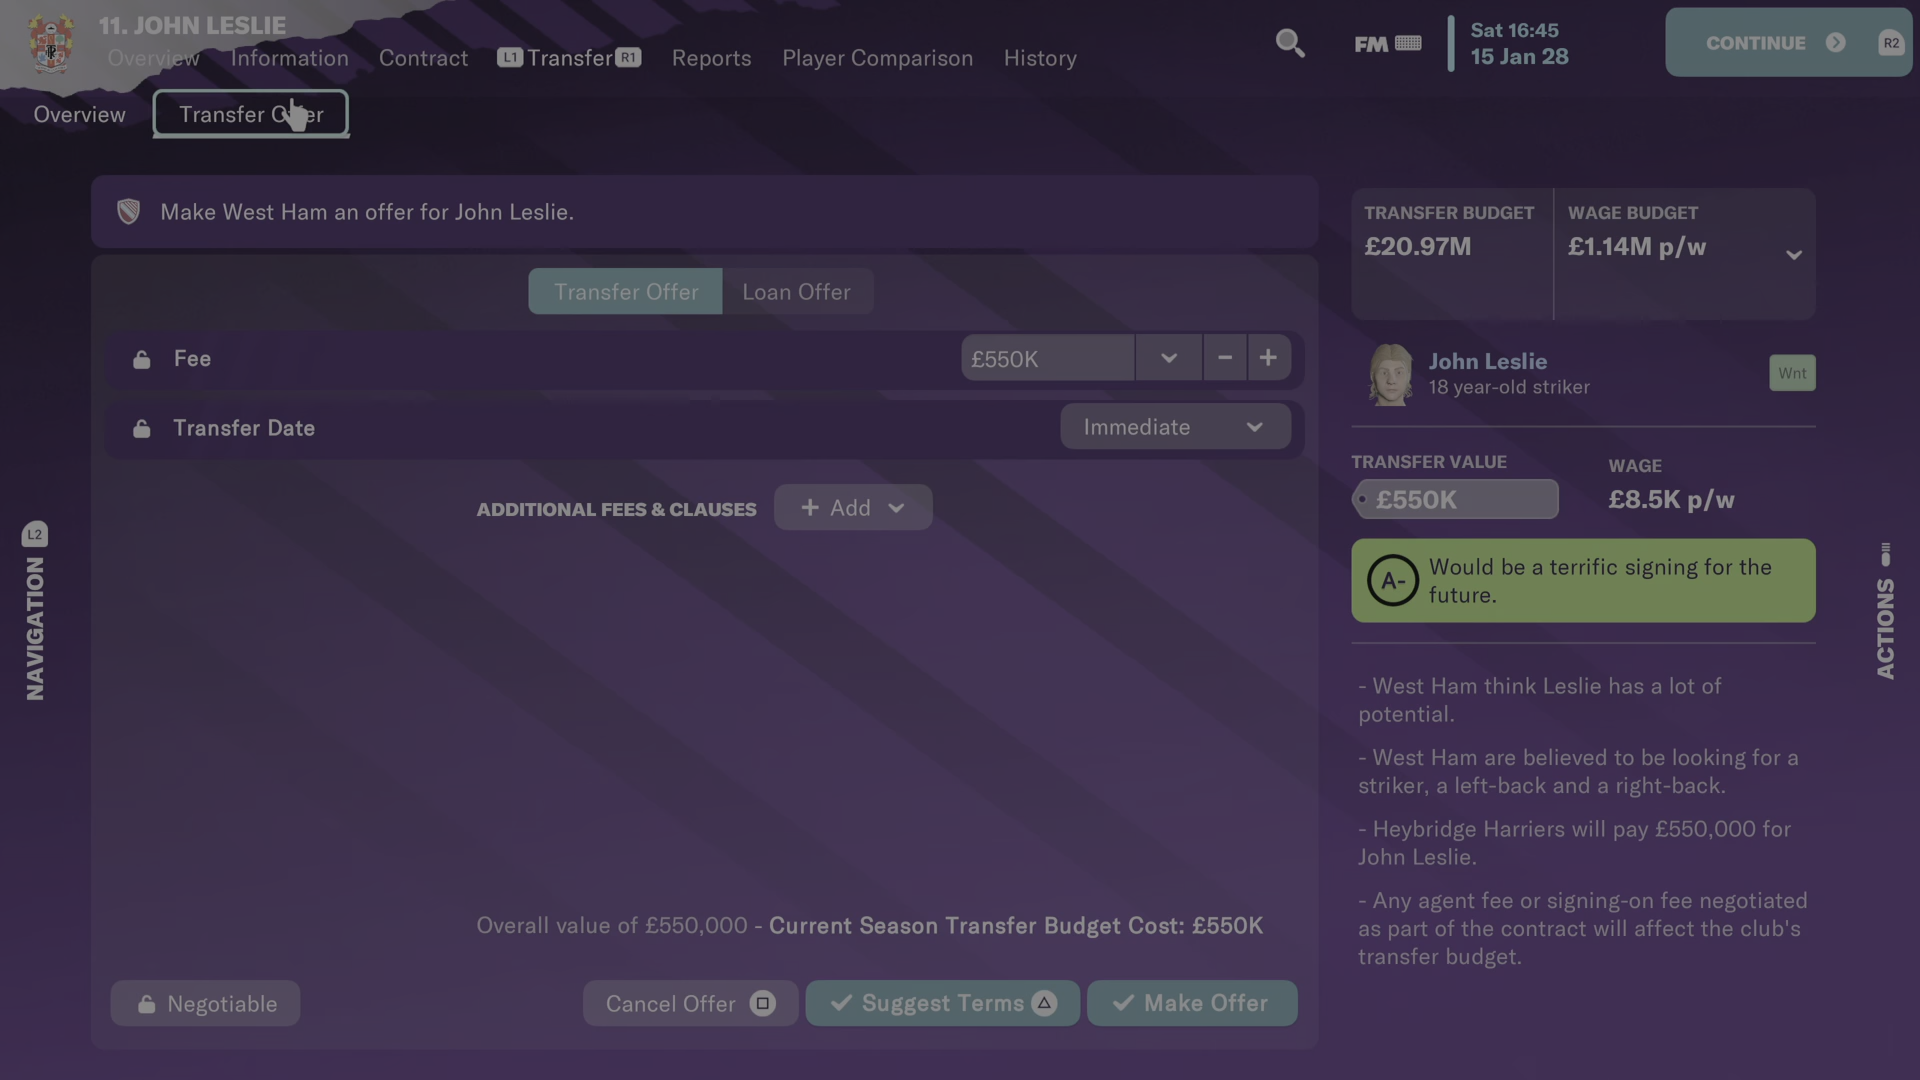 11. JOHN LESLIE
Overview Information Contract L1 Transfer R1 Reports Player Comparison History
FM
Sat 16:45
15 Jan 28
CONTINUE R2
Overview Transfer Offer
Make West Ham an offer for John Leslie.
Transfer Offer Loan Offer
Fee £550K
Transfer Date Immediate
ADDITIONAL FEES & CLAUSES + Add
Overall value of £550,000 - Current Season Transfer Budget Cost: £550K
Negotiable Cancel Offer Suggest Terms Make Offer
TRANSFER BUDGET
£20.97M
WAGE BUDGET
£1.14M p/w
John Leslie
18 year-old striker
Wnt
TRANSFER VALUE
£550K
WAGE
£8.5K p/w
A-
Would be a terrific signing for the
future.
- West Ham think Leslie has a lot of
potential.
- West Ham are believed to be looking for a
striker, a left-back and a right-back.
- Heybridge Harriers will pay £550,000 for
John Leslie.
- Any agent fee or signing-on fee negotiated
as part of the contract will affect the club's
transfer budget.
L2
NAVIGATION
ACTIONS